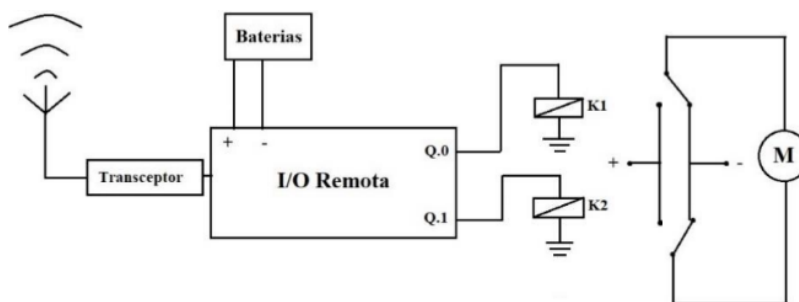 Baterias
+ -
Q.0
K1
Transceptor
I/O Remota
+ -
M
Q.1
K2